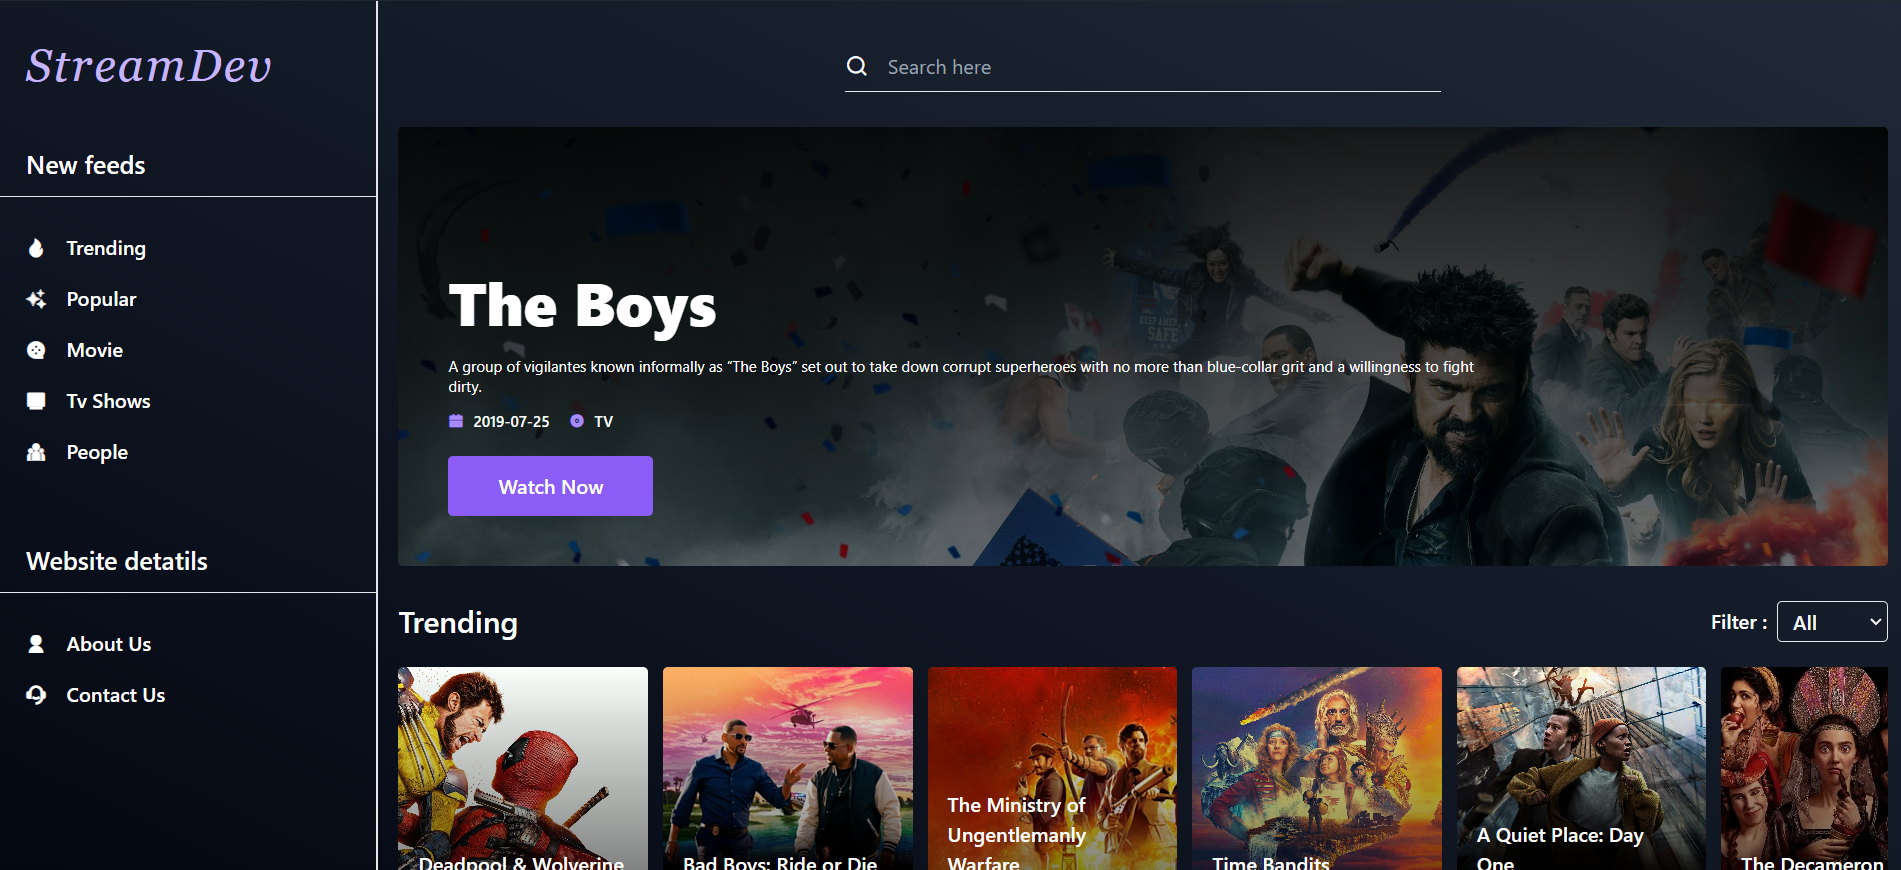 StreamDev
Search here
New feeds
Trending
Popular
Movie
Tv Shows
People
Website detatils
About Us
Contact Us
KEEP AMER
SAFE
The Boys
A group of vigilantes known informally as “The Boys” set out to take down corrupt superheroes with no more than blue-collar grit and a willingness to fight
dirty.
2019-07-25 TV
Watch Now
Trending
Filter : All
Deadpool & Wolverine
Bad Boys: Ride or Die
The Ministry of
Ungentlemanly
Warfare
Time Bandits
A Quiet Place: Day
One
The Decameron